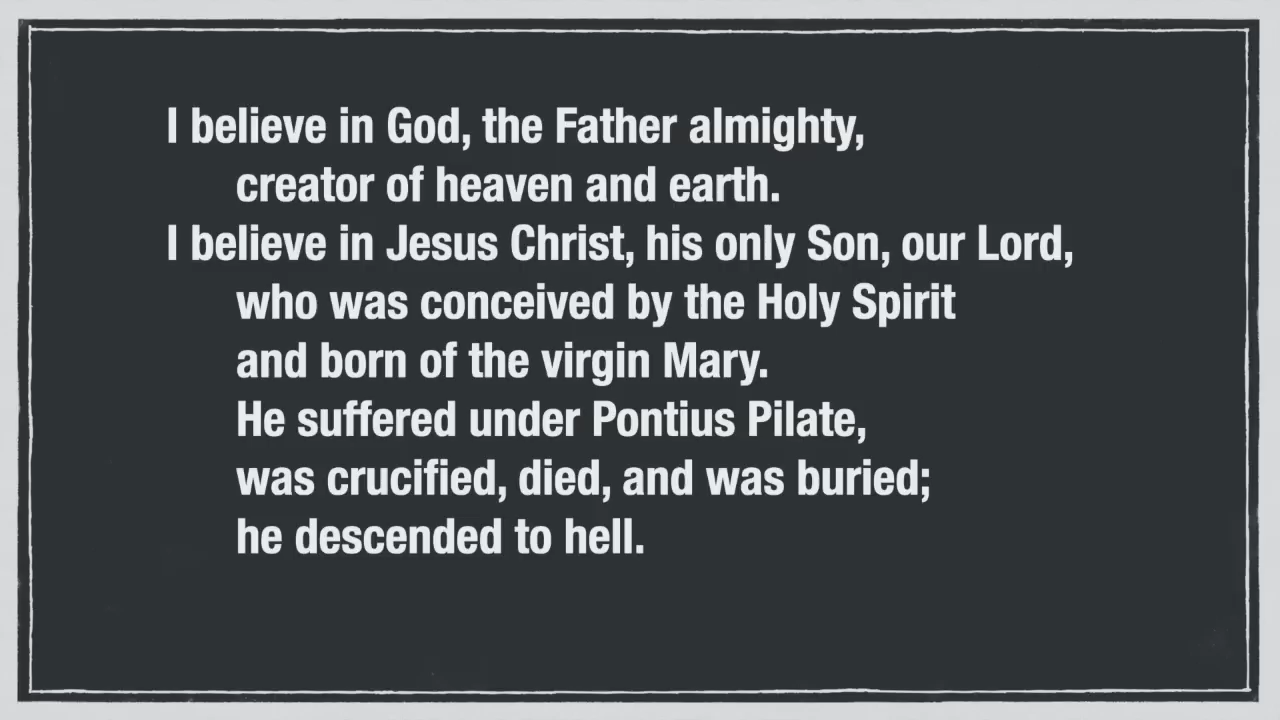 I believe in God, the Father almighty,
creator of heaven and earth.
I believe in Jesus Christ, his only Son, our Lord,
who was conceived by the Holy Spirit
and born of the virgin Mary.
He suffered under Pontius Pilate,
was crucified, died, and was buried;
he descended to hell.